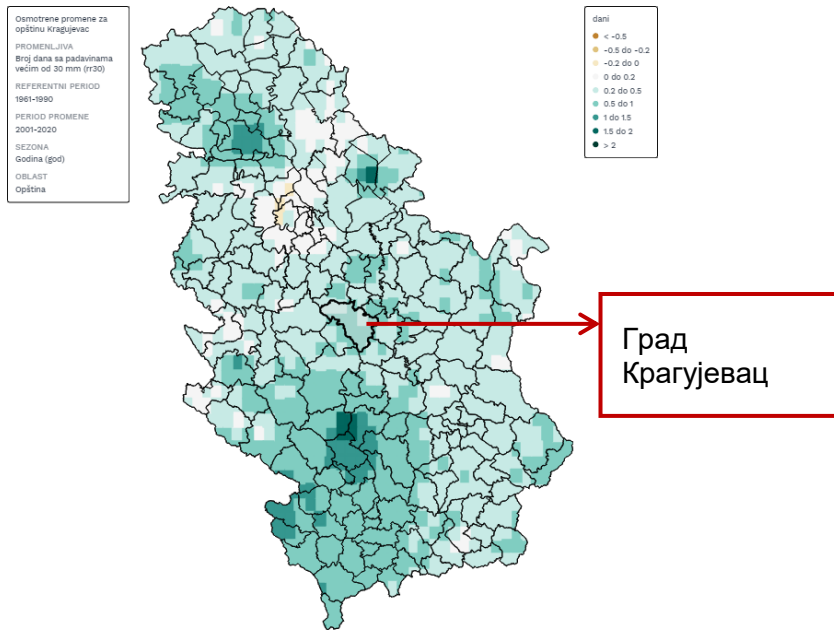 Osmotrene promene za
opštinu Kragujevac
PROMENLJIVA
Broj dana sa padavinama
većim od 30 mm (rr30)
REFERENTNI PERIOD
1961-1990
PERIOD PROMENE
2001-2020
SEZONA
Godina (god)
OBLAST
Opština
dani
< -0.5
-0.5 do -0.2
-0.2 do 0
0 do 0.2
0.2 do 0.5
0.5 do 1
1 do 1.5
1.5 do 2
> 2
Град
Крагујевац